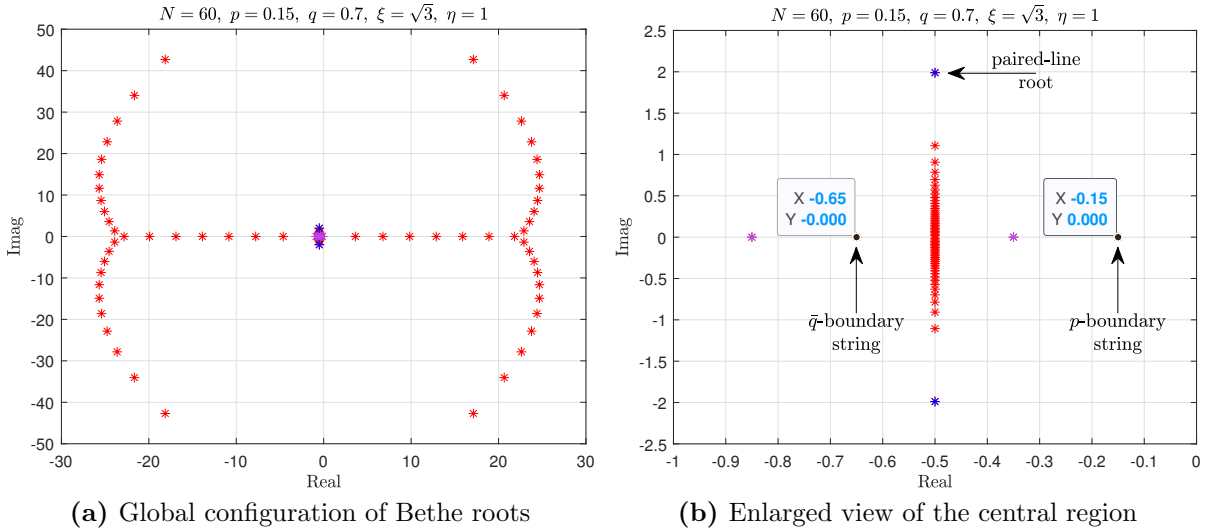 N = 60, p = 0.15, q = 0.7, ξ = √3, η = 1
50
40
30
20
10
0
-10
-20
-30
-40
-50
Imag
-30 -20 -10 0 10 20 30
Real
(a) Global configuration of Bethe roots
N = 60, p = 0.15, q = 0.7, ξ = √3, η = 1
2.5
2
1.5
1
0.5
0
-0.5
-1
-1.5
-2
-2.5
Imag
paired-line
root
X -0.65
Y -0.000
X -0.15
Y 0.000
q̄-boundary
string
p-boundary
string
-1 -0.9 -0.8 -0.7 -0.6 -0.5 -0.4 -0.3 -0.2 -0.1 0
Real
(b) Enlarged view of the central region